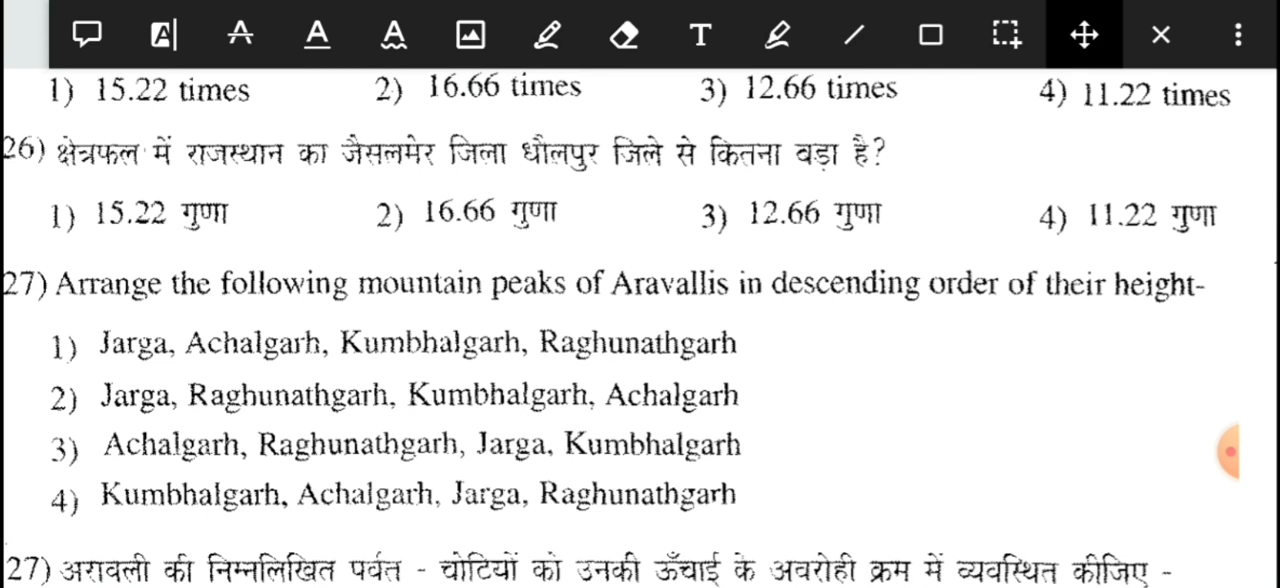 1) 15.22 times 2) 16.66 times 3) 12.66 times 4) 11.22 times
26) क्षेत्रफल में राजस्थान का जैसलमेर जिला धौलपुर जिले से कितना बड़ा है?
1) 15.22 गुणा 2) 16.66 गुणा 3) 12.66 गुणा 4) 11.22 गुणा
27) Arrange the following mountain peaks of Aravallis in descending order of their height-
1) Jarga, Achalgarh, Kumbhalgarh, Raghunathgarh
2) Jarga, Raghunathgarh, Kumbhalgarh, Achalgarh
3) Achalgarh, Raghunathgarh, Jarga, Kumbhalgarh
4) Kumbhalgarh, Achalgarh, Jarga, Raghunathgarh
27) अरावली की निम्नलिखित पर्वत - चोटियों को उनकी ऊँचाई के अवरोही क्रम में व्यवस्थित कीजिए -